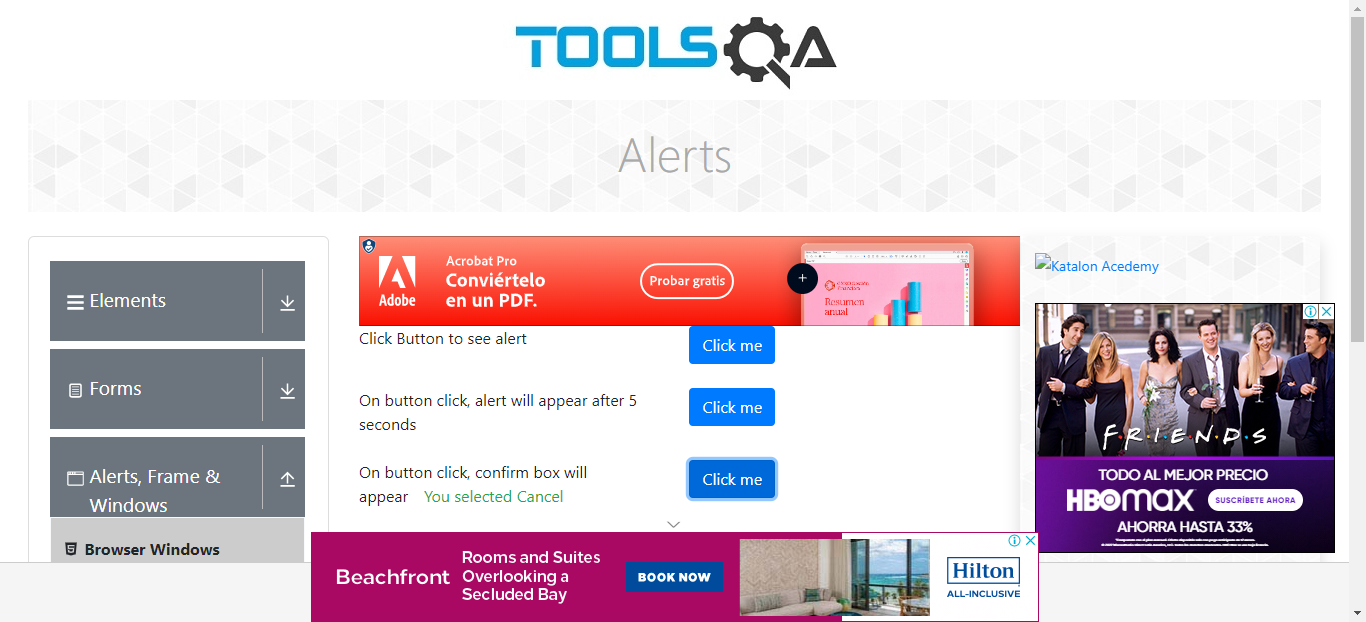 TOOLSQA
Alerts
Elements
Forms
Alerts, Frame &
Windows
Browser Windows
Acrobat Pro
Conviértelo
en un PDF.
Adobe
Probar gratis
Resumen
anual
Click Button to see alert
Click me
On button click, alert will appear after 5
seconds
Click me
On button click, confirm box will
appear You selected Cancel
Click me
Katalon Acedemy
FRIENDS
TODO AL MEJOR PRECIO
HBOMAX
SUSCRÍBETE AHORA
AHORRA HASTA 33%
Beachfront
Rooms and Suites
Overlooking a
Secluded Bay
BOOK NOW
Hilton
ALL-INCLUSIVE